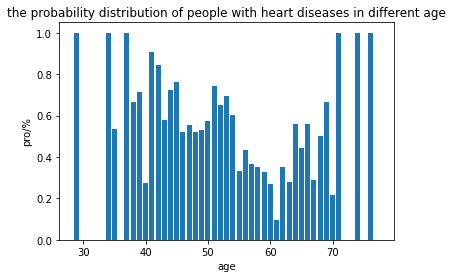 the probability distribution of people with heart diseases in different age
1.0
0.8
0.6
0.4
0.2
0.0
pro/%
30 40 50 60 70
age